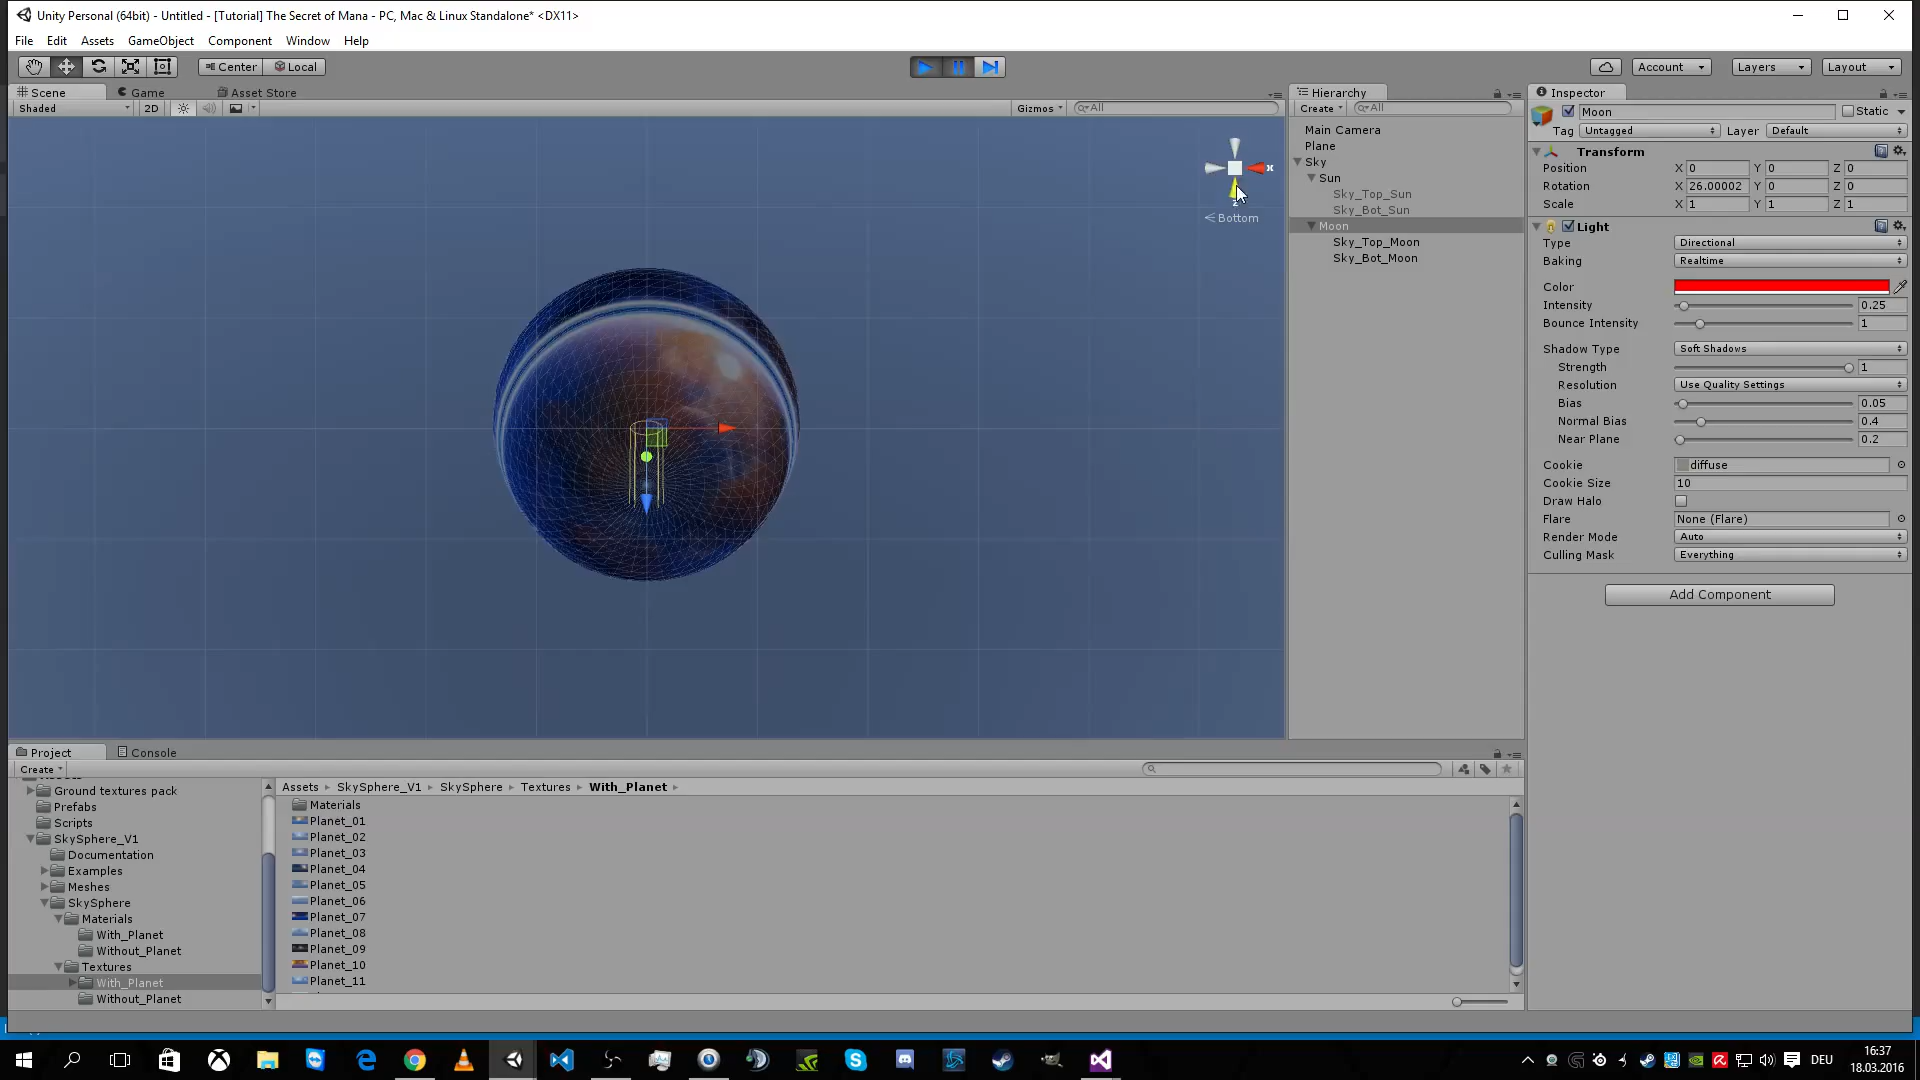 Unity Personal (64bit) - Untitled - [Tutorial] The Secret of Mana - PC, Mac & Linux Standalone* <DX11>
File Edit Assets GameObject Component Window Help
Center Local Account Layers Layout
Scene Game Asset Store
Shaded 2D Gizmos All
x
z
Bottom
Hierarchy
Create All
Main Camera
Plane
Sky
Sun
Sky_Top_Sun
Sky_Bot_Sun
Moon
Sky_Top_Moon
Sky_Bot_Moon
Inspector
Moon Static
Tag Untagged Layer Default
Transform
Position X 0 Y 0 Z 0
Rotation X 26.00002 Y 0 Z 0
Scale X 1 Y 1 Z 1
Light
Type Directional
Baking Realtime
Color
Intensity 0.25
Bounce Intensity 1
Shadow Type Soft Shadows
Strength 1
Resolution Use Quality Settings
Bias 0.05
Normal Bias 0.4
Near Plane 0.2
Cookie diffuse
Cookie Size 10
Draw Halo
Flare None (Flare)
Render Mode Auto
Culling Mask Everything
Add Component
Project Console
Create
Ground textures pack
Prefabs
Scripts
SkySphere_V1
Documentation
Examples
Meshes
SkySphere
Materials
With_Planet
Without_Planet
Textures
With_Planet
Without_Planet
Assets SkySphere_V1 SkySphere Textures With_Planet
Materials
Planet_01
Planet_02
Planet_03
Planet_04
Planet_05
Planet_06
Planet_07
Planet_08
Planet_09
Planet_10
Planet_11
DEU
16:37
18.03.2016